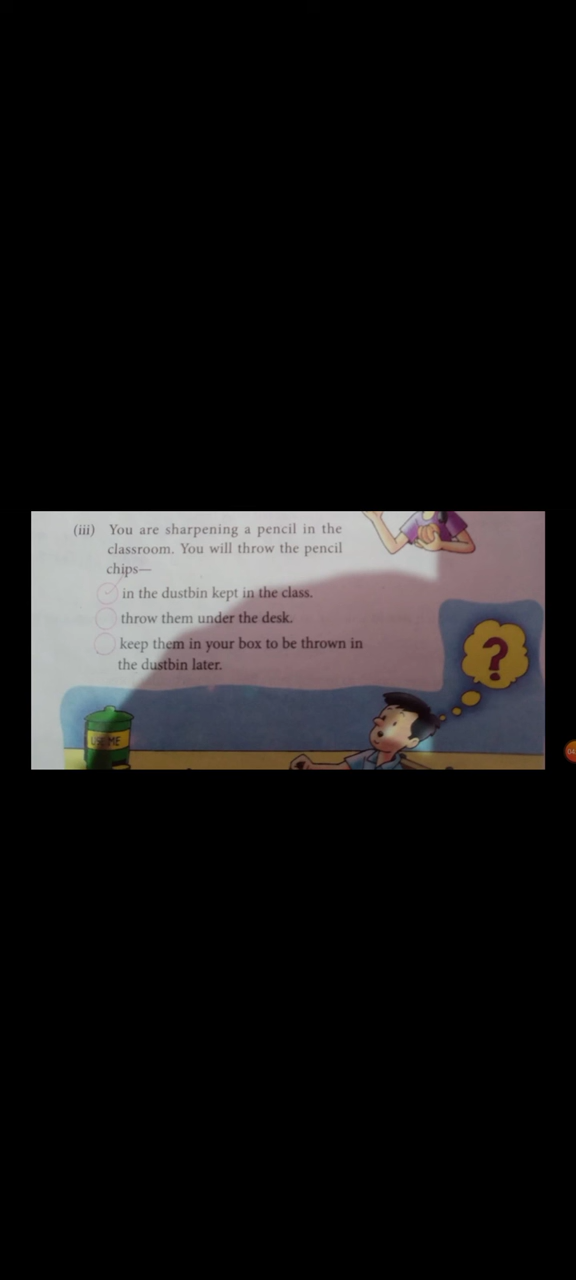 (iii) You are sharpening a pencil in the
classroom. You will throw the pencil
chips—
in the dustbin kept in the class.
throw them under the desk.
keep them in your box to be thrown in
the dustbin later.
?
USE ME
04